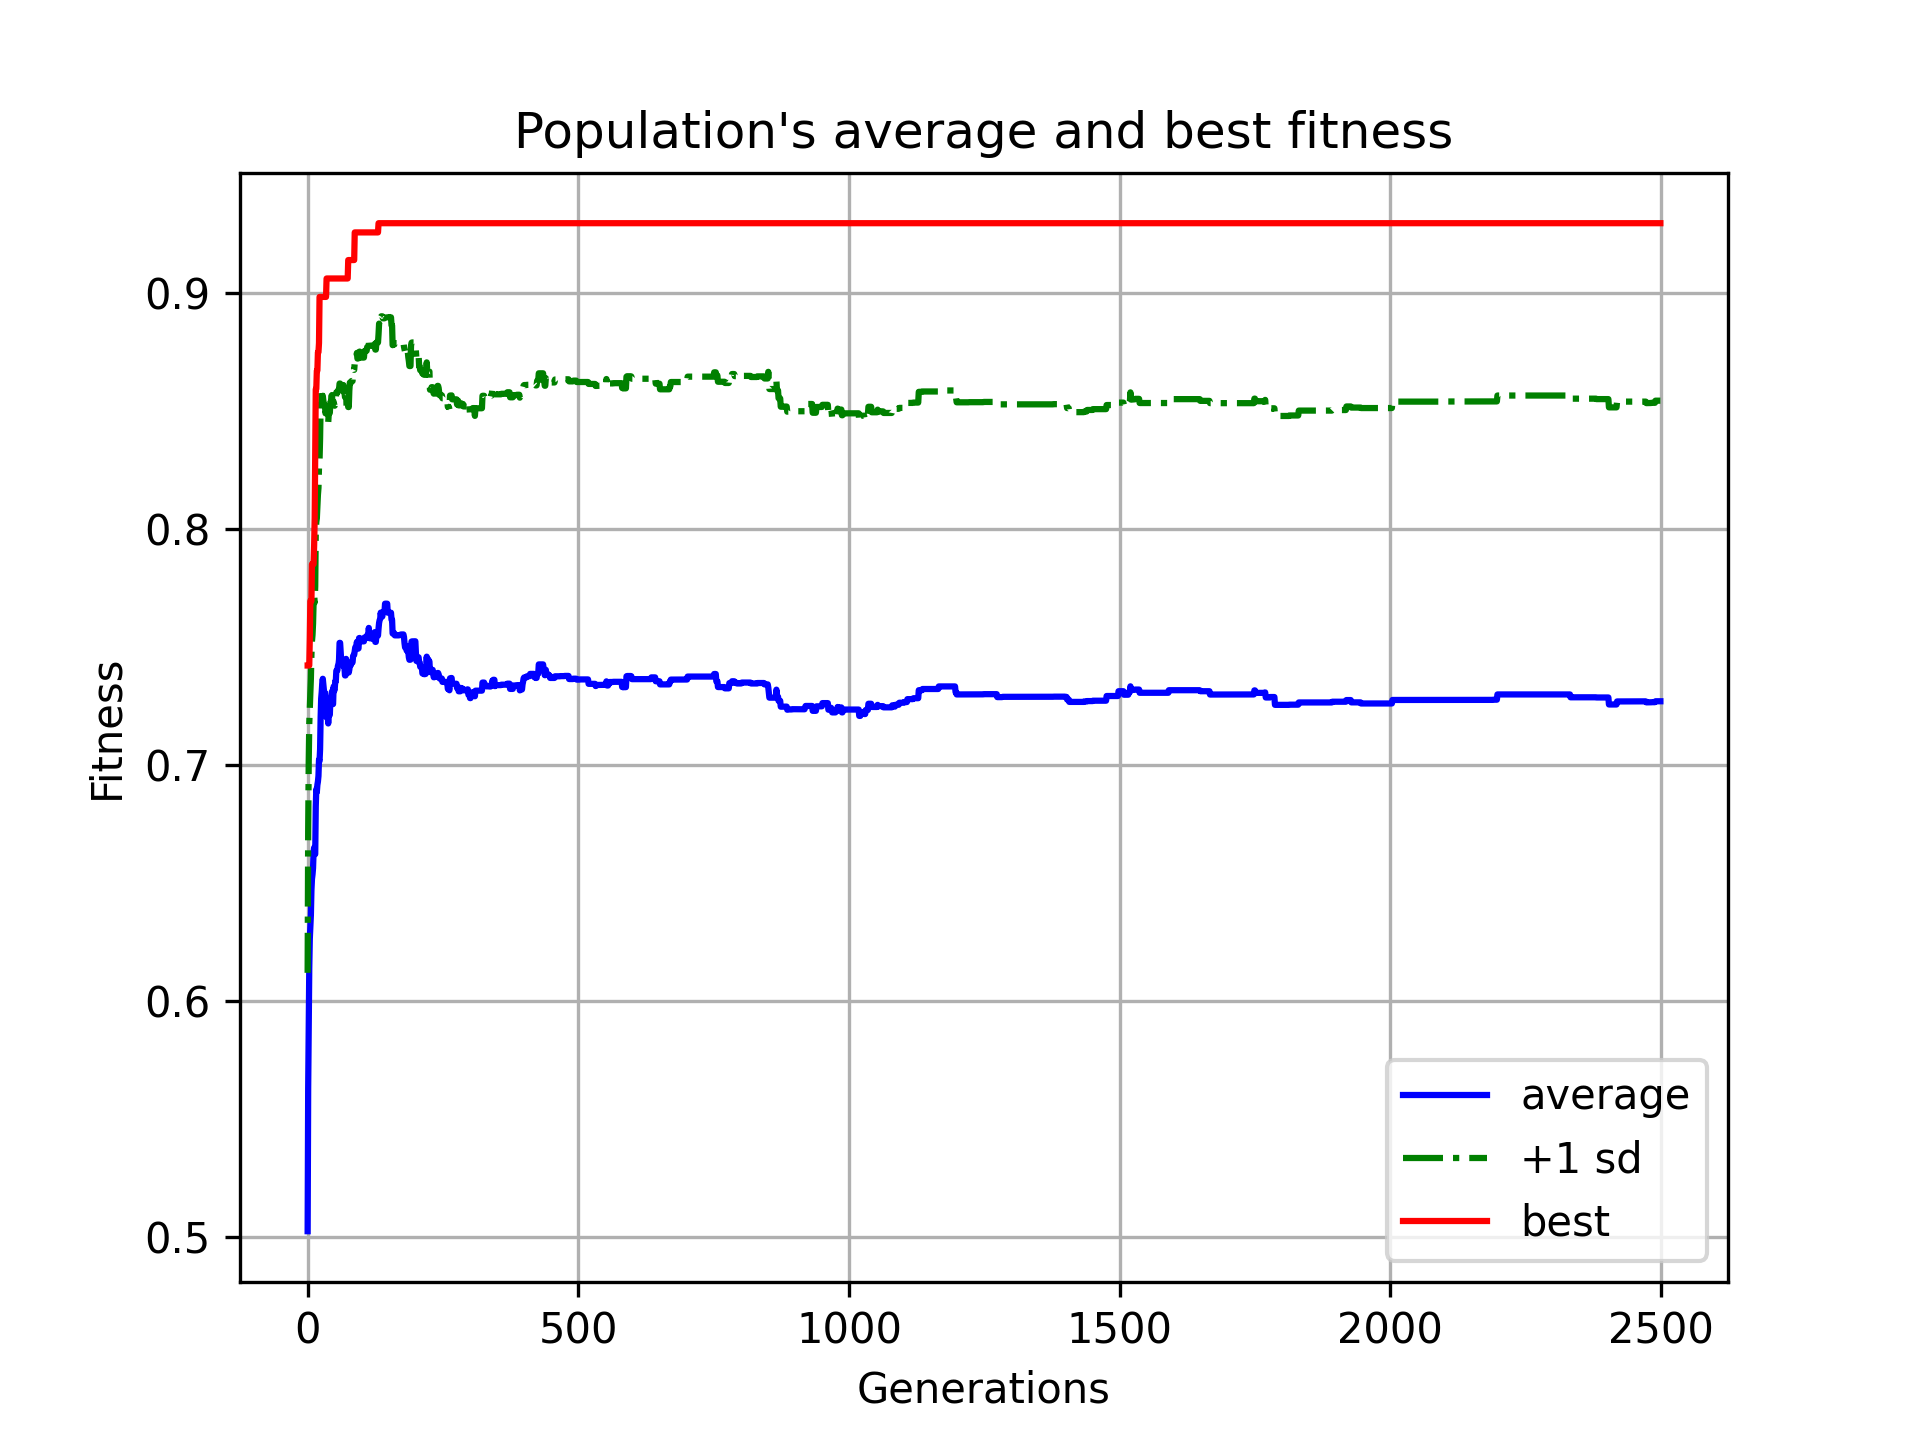 Population's average and best fitness
Fitness
0.9
0.8
0.7
0.6
0.5
0 500 1000 1500 2000 2500
Generations
average
+1 sd
best